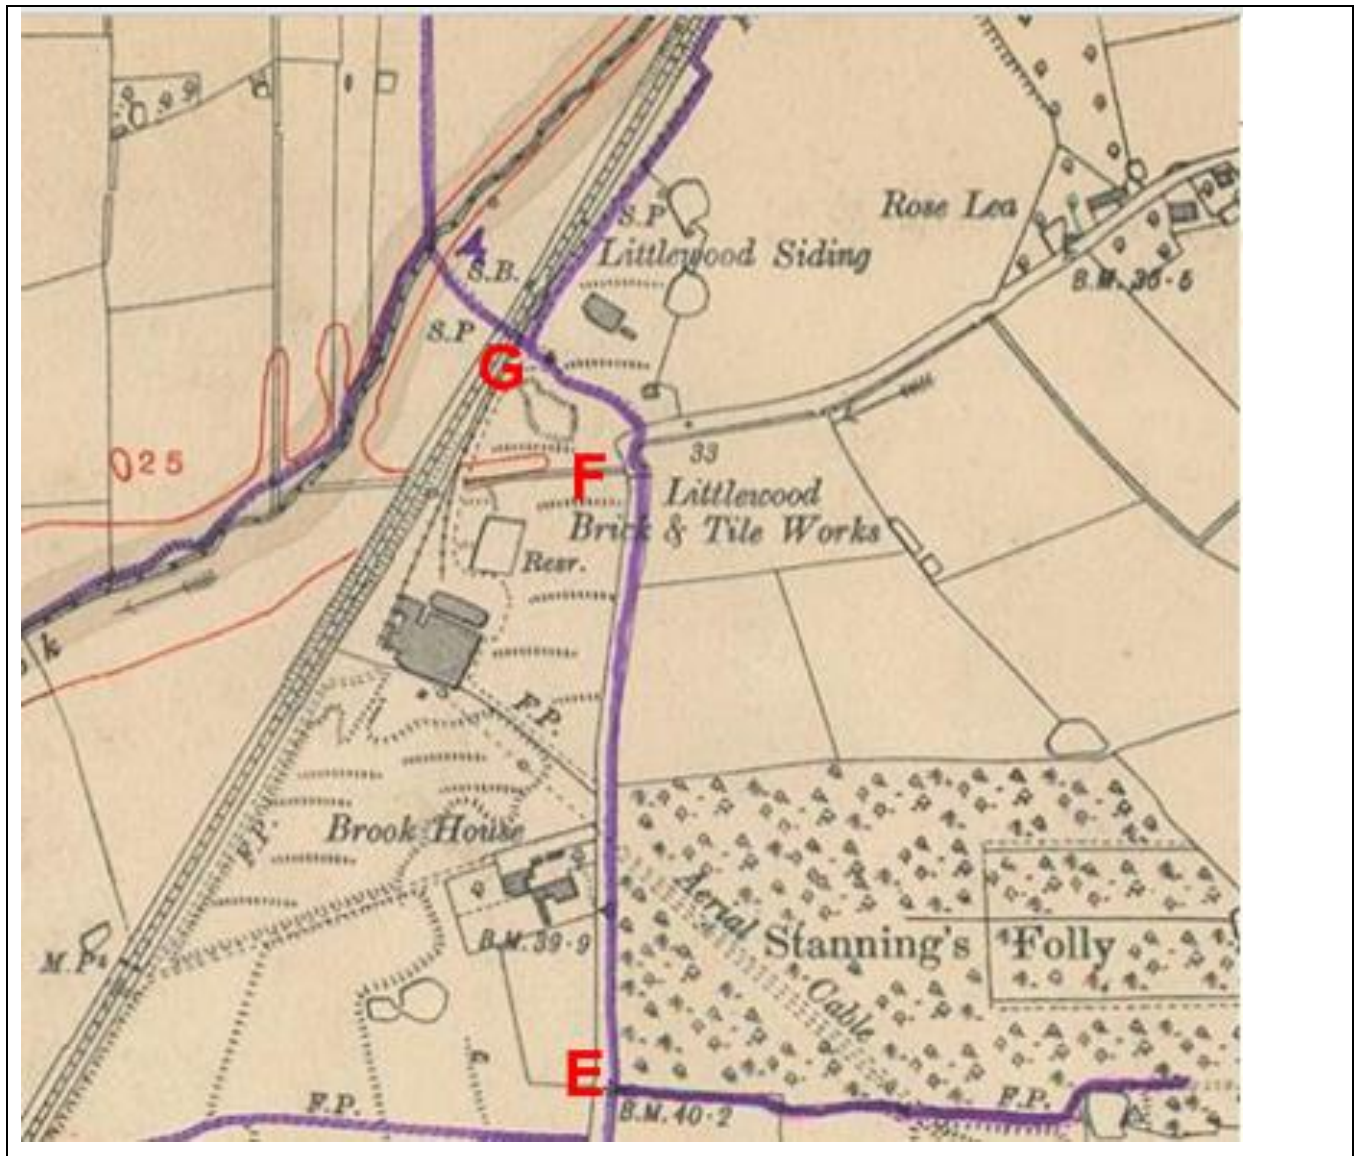 Rose Lea
S.P
Littlewood Siding
4
S.B.
B.M. 36·5
S.P
G
25
33
F
Littlewood
Brick & Tile Works
Resr.
k
F.P.
Brook House
F.P.
Aerial
Stanning's Folly
B.M. 39·9
M.P.
Cable
E
F.P.
F.P.
B.M. 40·2